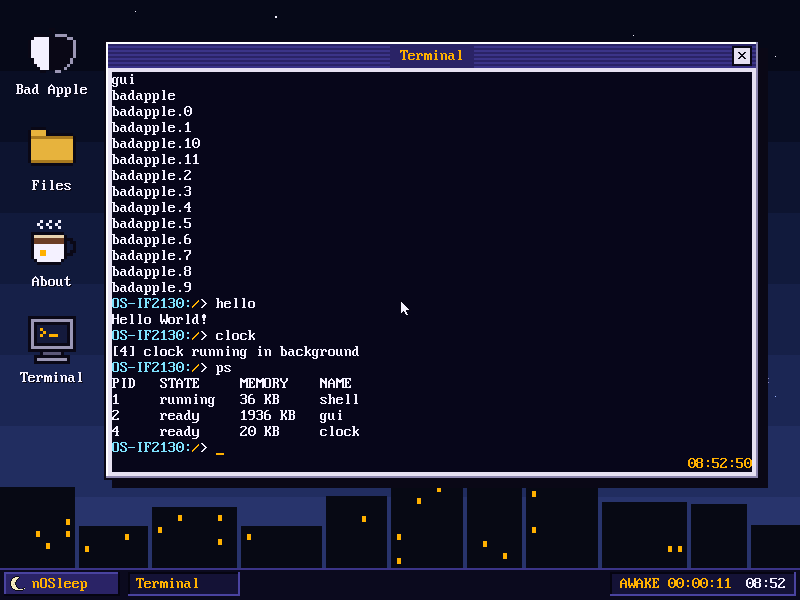 Terminal
Bad Apple
Files
About
Terminal
gui
badapple
badapple.0
badapple.1
badapple.10
badapple.11
badapple.2
badapple.3
badapple.4
badapple.5
badapple.6
badapple.7
badapple.8
badapple.9
OS-IF2130:/> hello
Hello World!
OS-IF2130:/> clock
[4] clock running in background
OS-IF2130:/> ps
PID STATE MEMORY NAME
1 running 36 KB shell
2 ready 1936 KB gui
4 ready 20 KB clock
OS-IF2130:/> _
08:52:50
nOSleep
Terminal
AWAKE 00:00:11 08:52